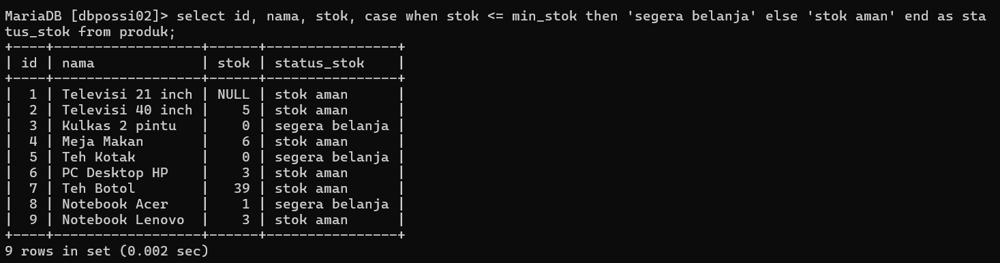 MariaDB [dbpossi02]> select id, nama, stok, case when stok <= min_stok then 'segera belanja' else 'stok aman' end as sta
tus_stok from produk;
+----+------------------+------+----------------+
| id | nama             | stok | status_stok    |
+----+------------------+------+----------------+
|  1 | Televisi 21 inch | NULL | stok aman      |
|  2 | Televisi 40 inch |    5 | stok aman      |
|  3 | Kulkas 2 pintu   |    0 | segera belanja |
|  4 | Meja Makan       |    6 | stok aman      |
|  5 | Teh Kotak        |    0 | segera belanja |
|  6 | PC Desktop HP    |    3 | stok aman      |
|  7 | Teh Botol        |   39 | stok aman      |
|  8 | Notebook Acer    |    1 | segera belanja |
|  9 | Notebook Lenovo  |    3 | stok aman      |
+----+------------------+------+----------------+
9 rows in set (0.002 sec)